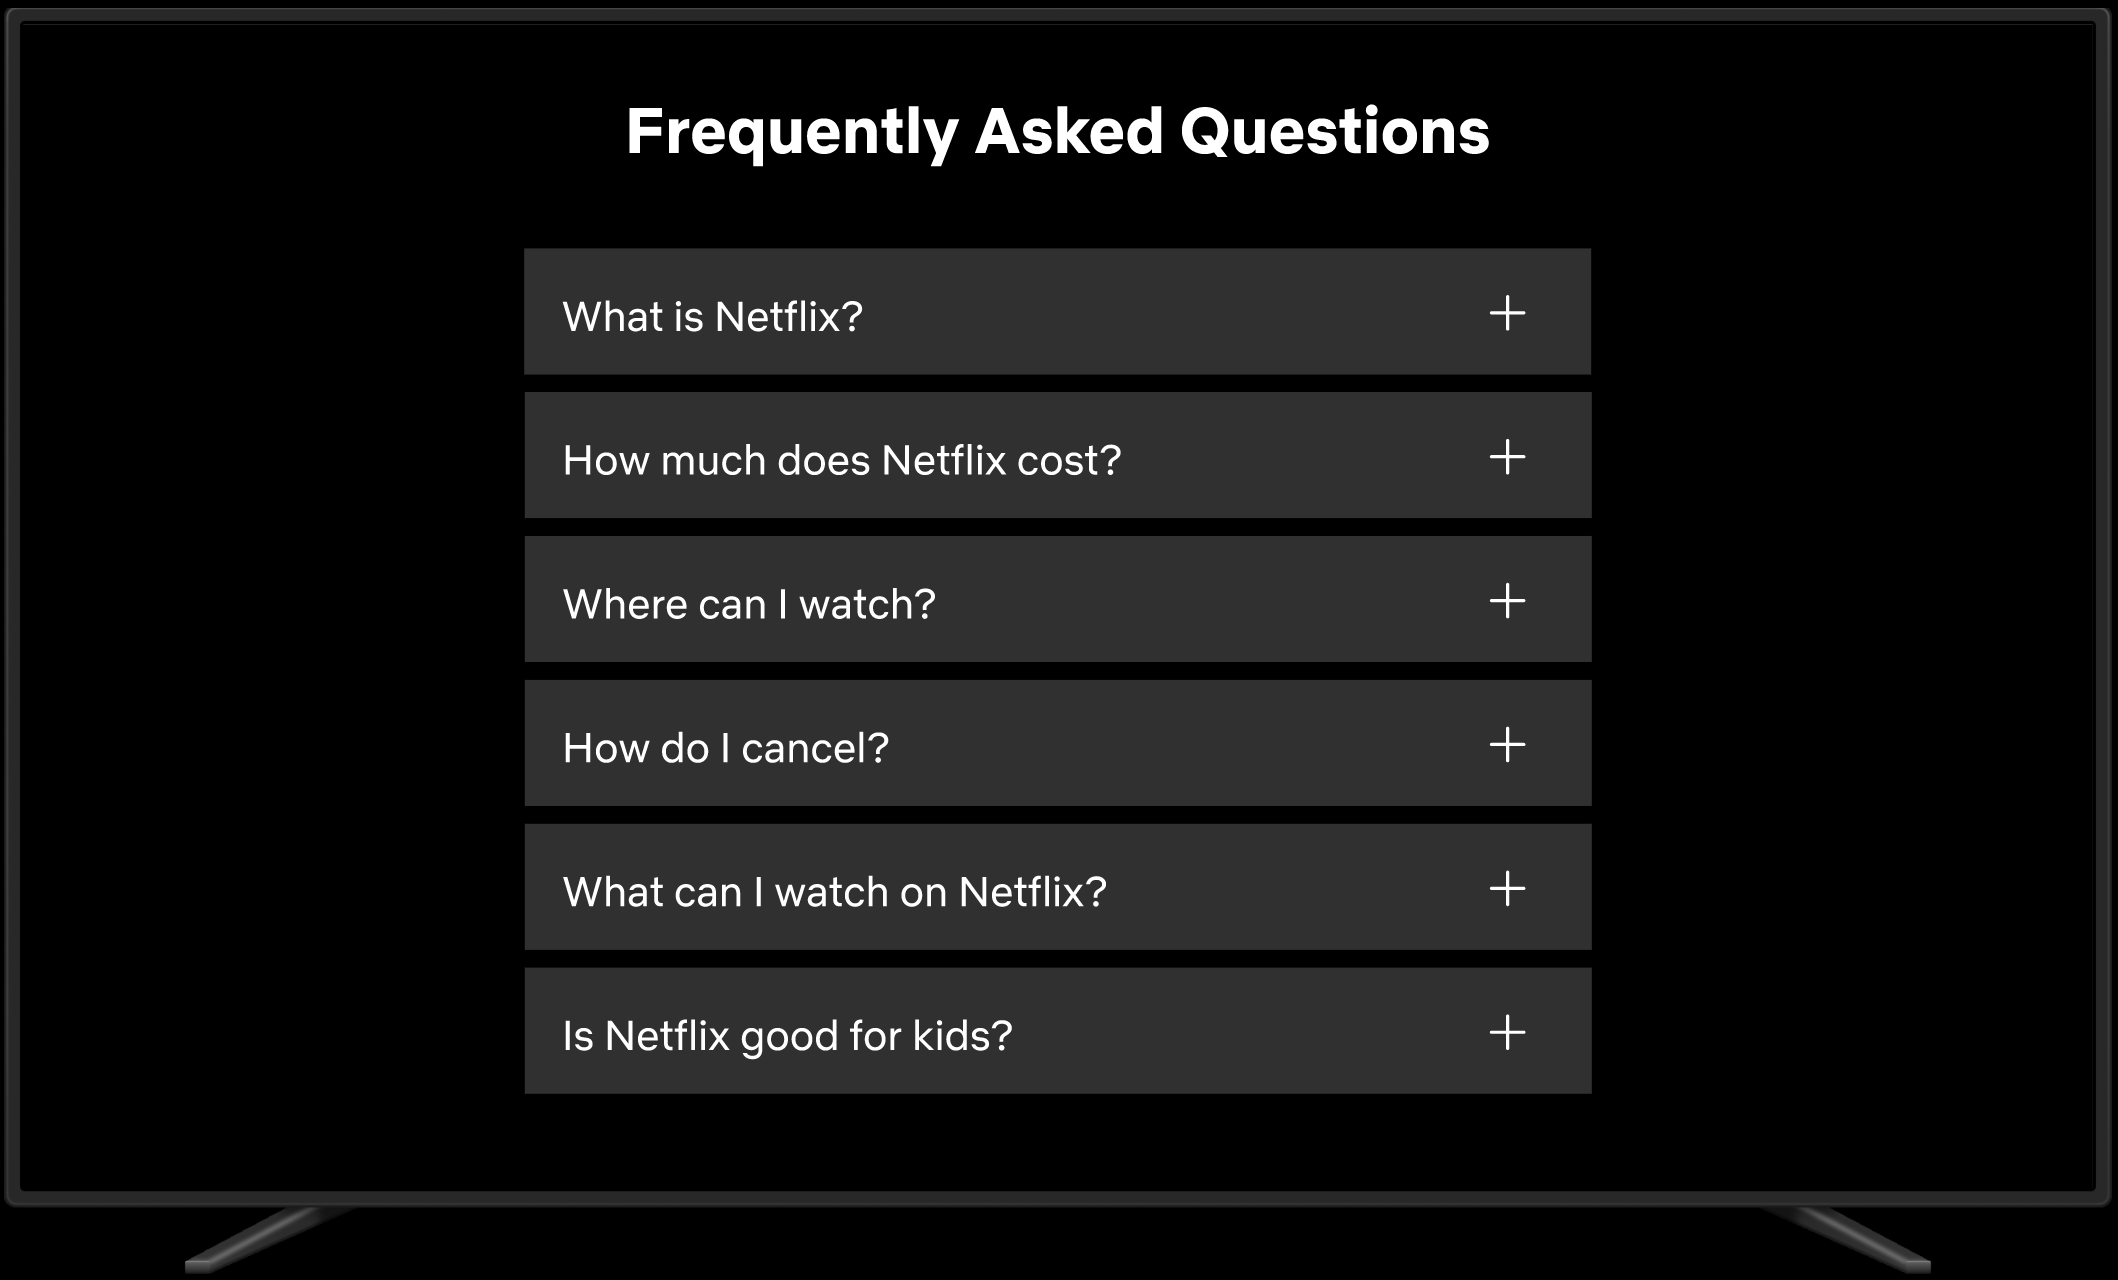 Frequently Asked Questions
What is Netflix?
How much does Netflix cost?
Where can I watch?
How do I cancel?
What can I watch on Netflix?
Is Netflix good for kids?